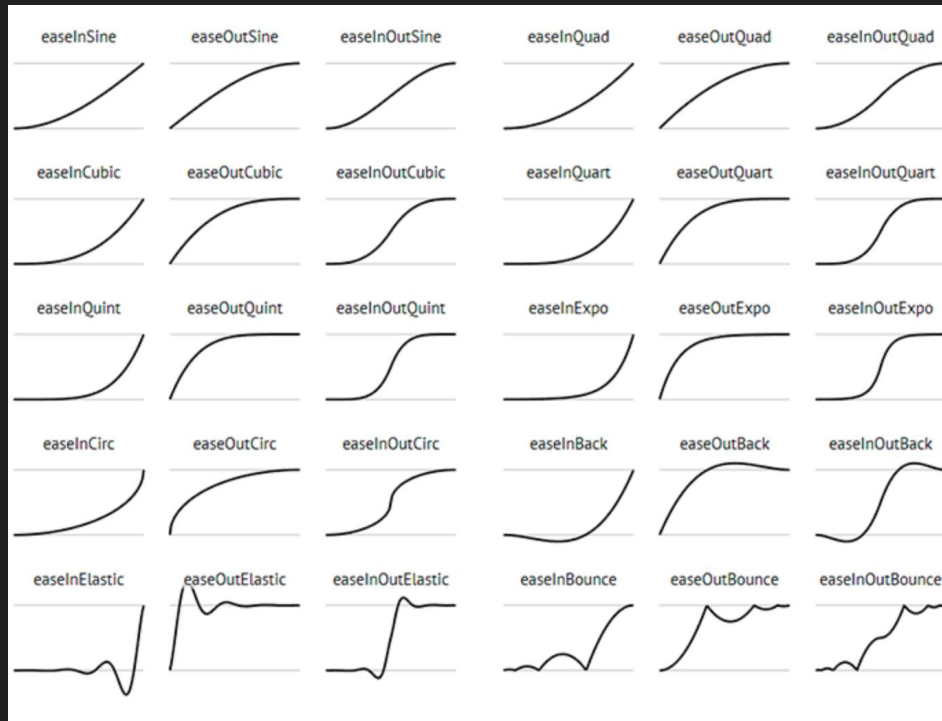 easeInSine easeOutSine easeInOutSine easeInQuad easeOutQuad easeInOutQuad
easeInCubic easeOutCubic easeInOutCubic easeInQuart easeOutQuart easeInOutQuart
easeInQuint easeOutQuint easeInOutQuint easeInExpo easeOutExpo easeInOutExpo
easeInCirc easeOutCirc easeInOutCirc easeInBack easeOutBack easeInOutBack
easeInElastic easeOutElastic easeInOutElastic easeInBounce easeOutBounce easeInOutBounce